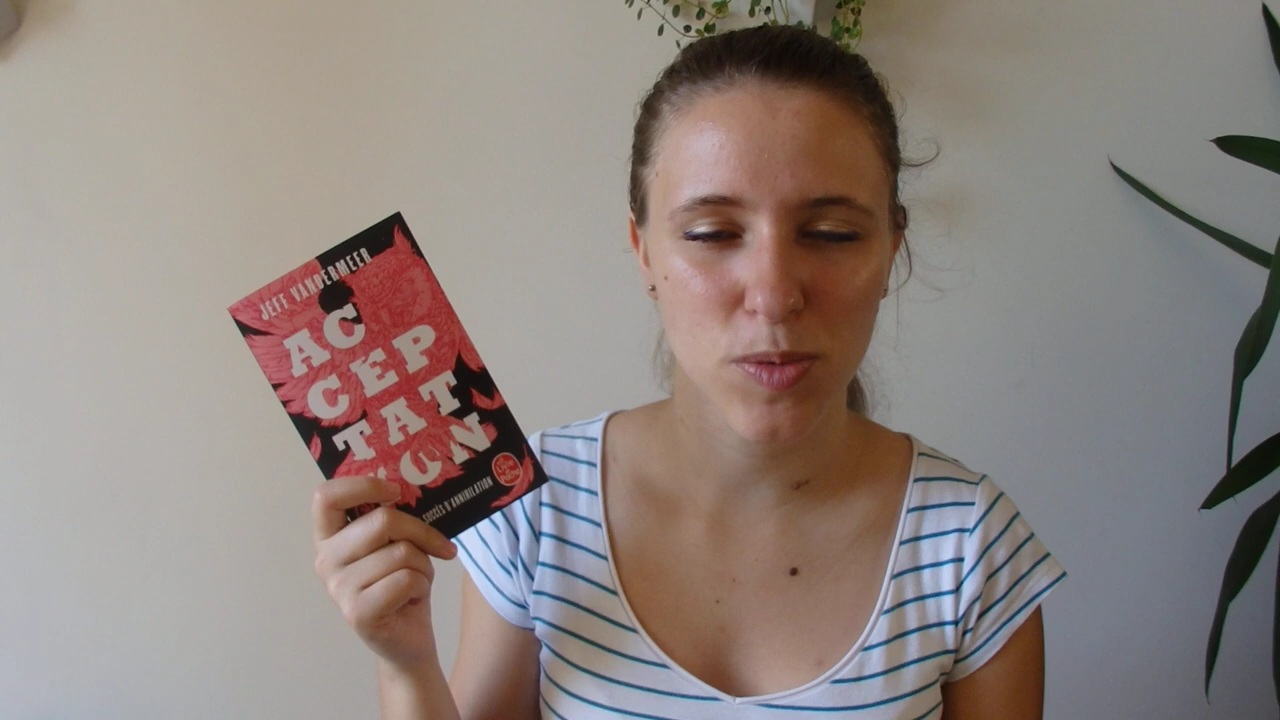 JEFF VANDERMEER
AC
CEP
TAT
ION
SUCCÈS D'ANNIHILATION